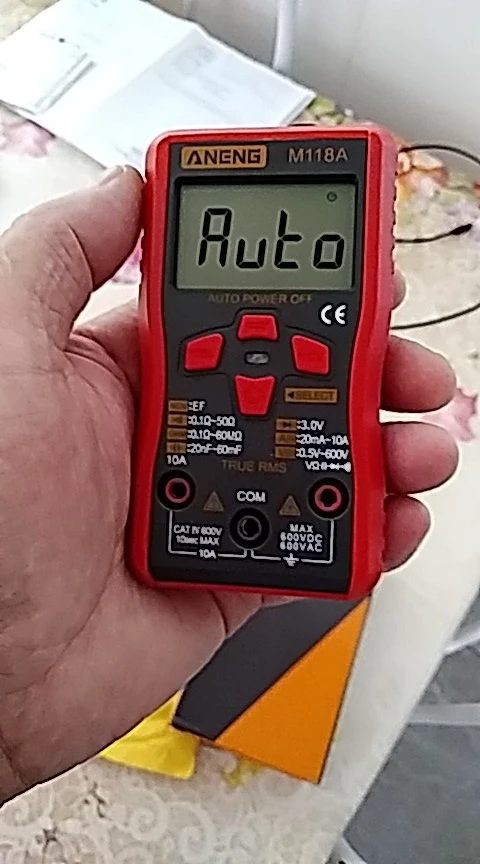 ANENG M118A
Auto
AUTO POWER OFF
CE
◄SELECT
:EF
:0.1Ω-50Ω
:3.0V
:0.1Ω-60MΩ
:20mA-10A
:20nF-60mF
:0.5V-600V
10A
TRUE RMS
VΩ
COM
CAT IV 600V
10sec MAX
10A
MAX
600VDC
600VAC